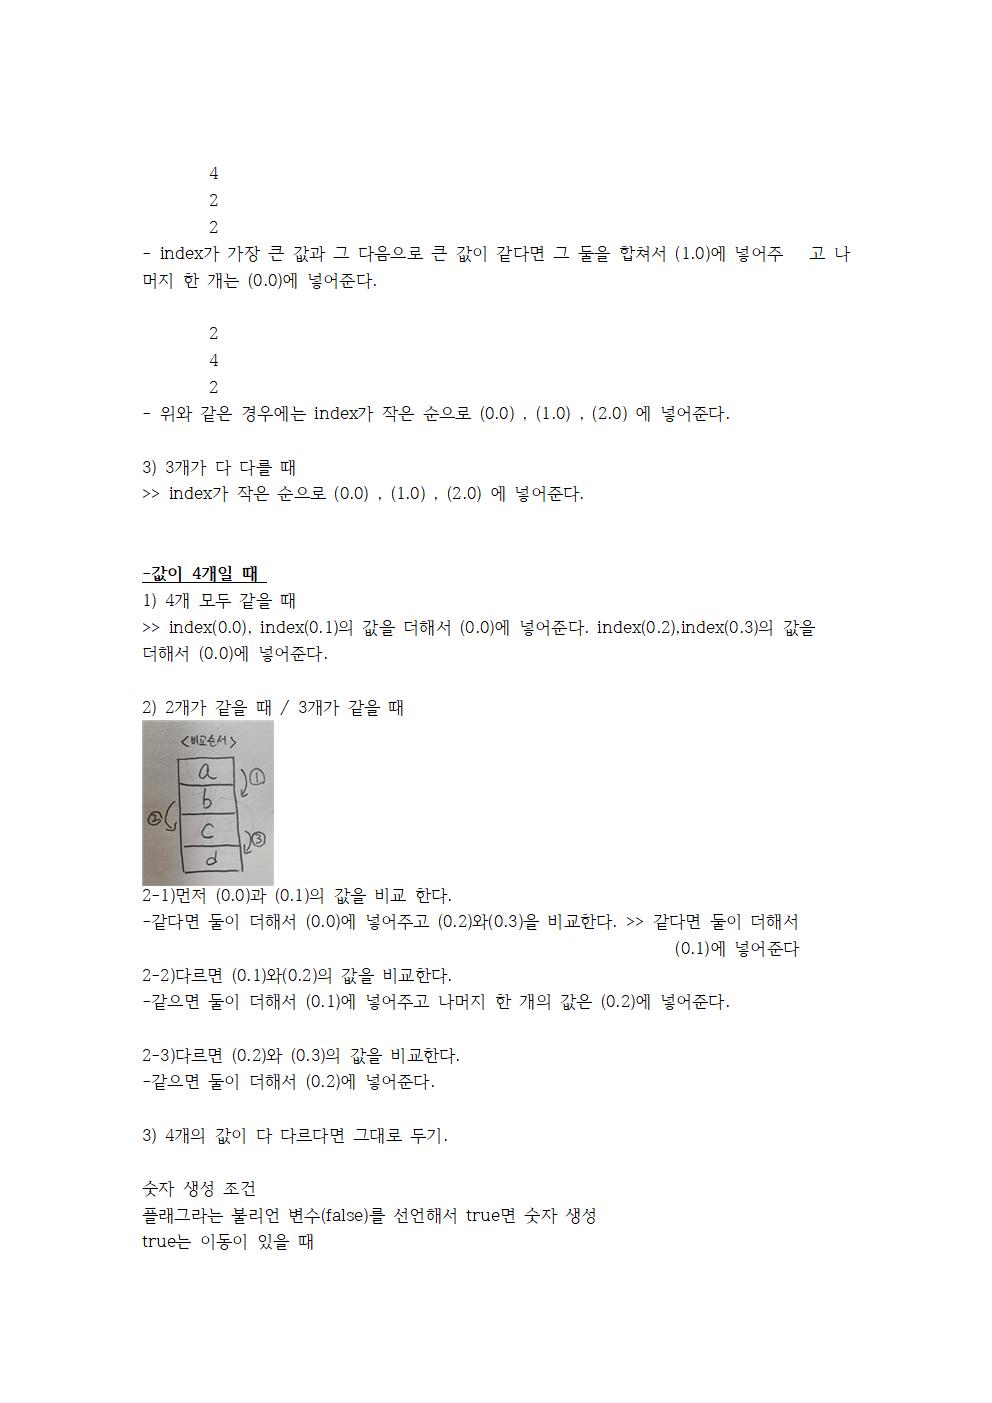 4
2
2
- index가 가장 큰 값과 그 다음으로 큰 값이 같다면 그 둘을 합쳐서 (1.0)에 넣어주 고 나
머지 한 개는 (0.0)에 넣어준다.
2
4
2
- 위와 같은 경우에는 index가 작은 순으로 (0.0) , (1.0) , (2.0) 에 넣어준다.
3) 3개가 다 다를 때
>> index가 작은 순으로 (0.0) , (1.0) , (2.0) 에 넣어준다.
-값이 4개일 때
1) 4개 모두 같을 때
>> index(0.0), index(0.1)의 값을 더해서 (0.0)에 넣어준다. index(0.2),index(0.3)의 값을
더해서 (0.0)에 넣어준다.
2) 2개가 같을 때 / 3개가 같을 때
<비교순서>
a
①
b
②
c
③
d
2-1)먼저 (0.0)과 (0.1)의 값을 비교 한다.
-같다면 둘이 더해서 (0.0)에 넣어주고 (0.2)와(0.3)을 비교한다. >> 같다면 둘이 더해서
(0.1)에 넣어준다
2-2)다르면 (0.1)와(0.2)의 값을 비교한다.
-같으면 둘이 더해서 (0.1)에 넣어주고 나머지 한 개의 값은 (0.2)에 넣어준다.
2-3)다르면 (0.2)와 (0.3)의 값을 비교한다.
-같으면 둘이 더해서 (0.2)에 넣어준다.
3) 4개의 값이 다 다르다면 그대로 두기.
숫자 생성 조건
플래그라는 불리언 변수(false)를 선언해서 true면 숫자 생성
true는 이동이 있을 때